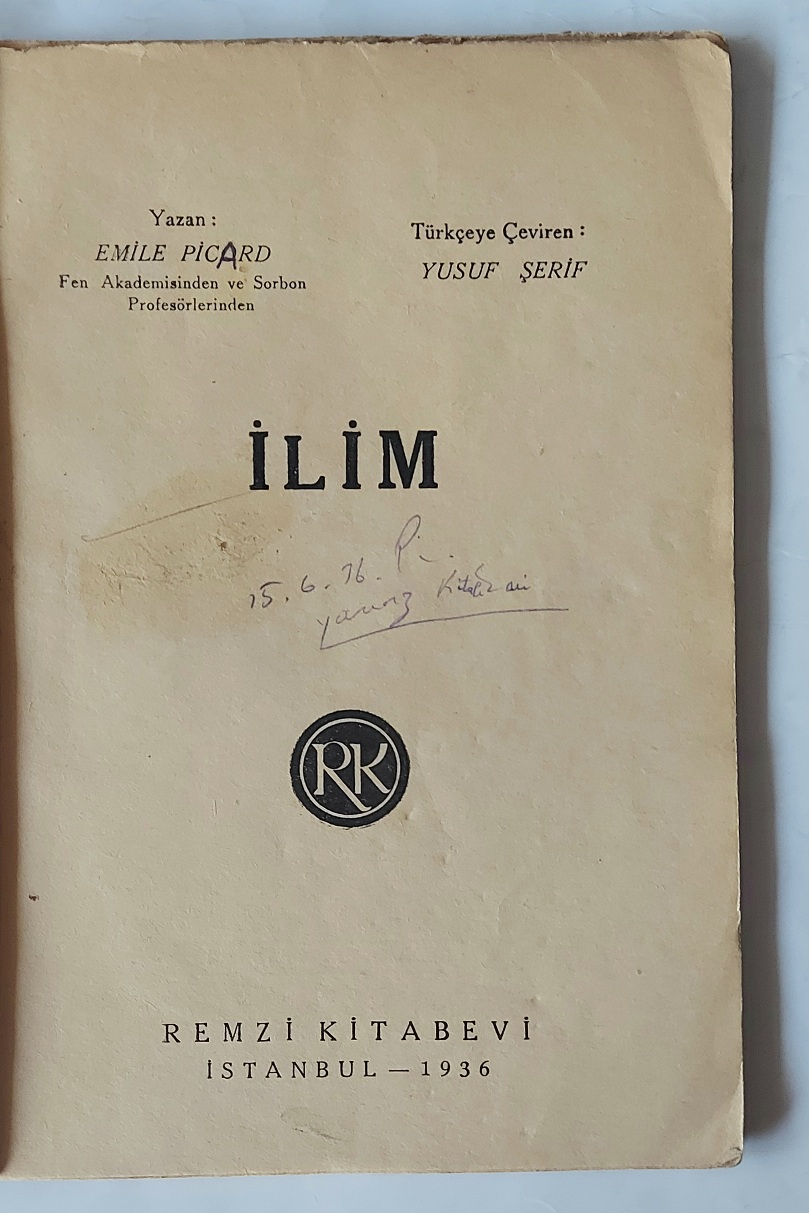 Yazan :
EMİLE PİCARD
Fen Akademisinden ve Sorbon
Profesörlerinden
Türkçeye Çeviren :
YUSUF ŞERİF
İLİM
15.6.76. Pz.
RK
REMZİ KİTABEVİ
İSTANBUL — 1936